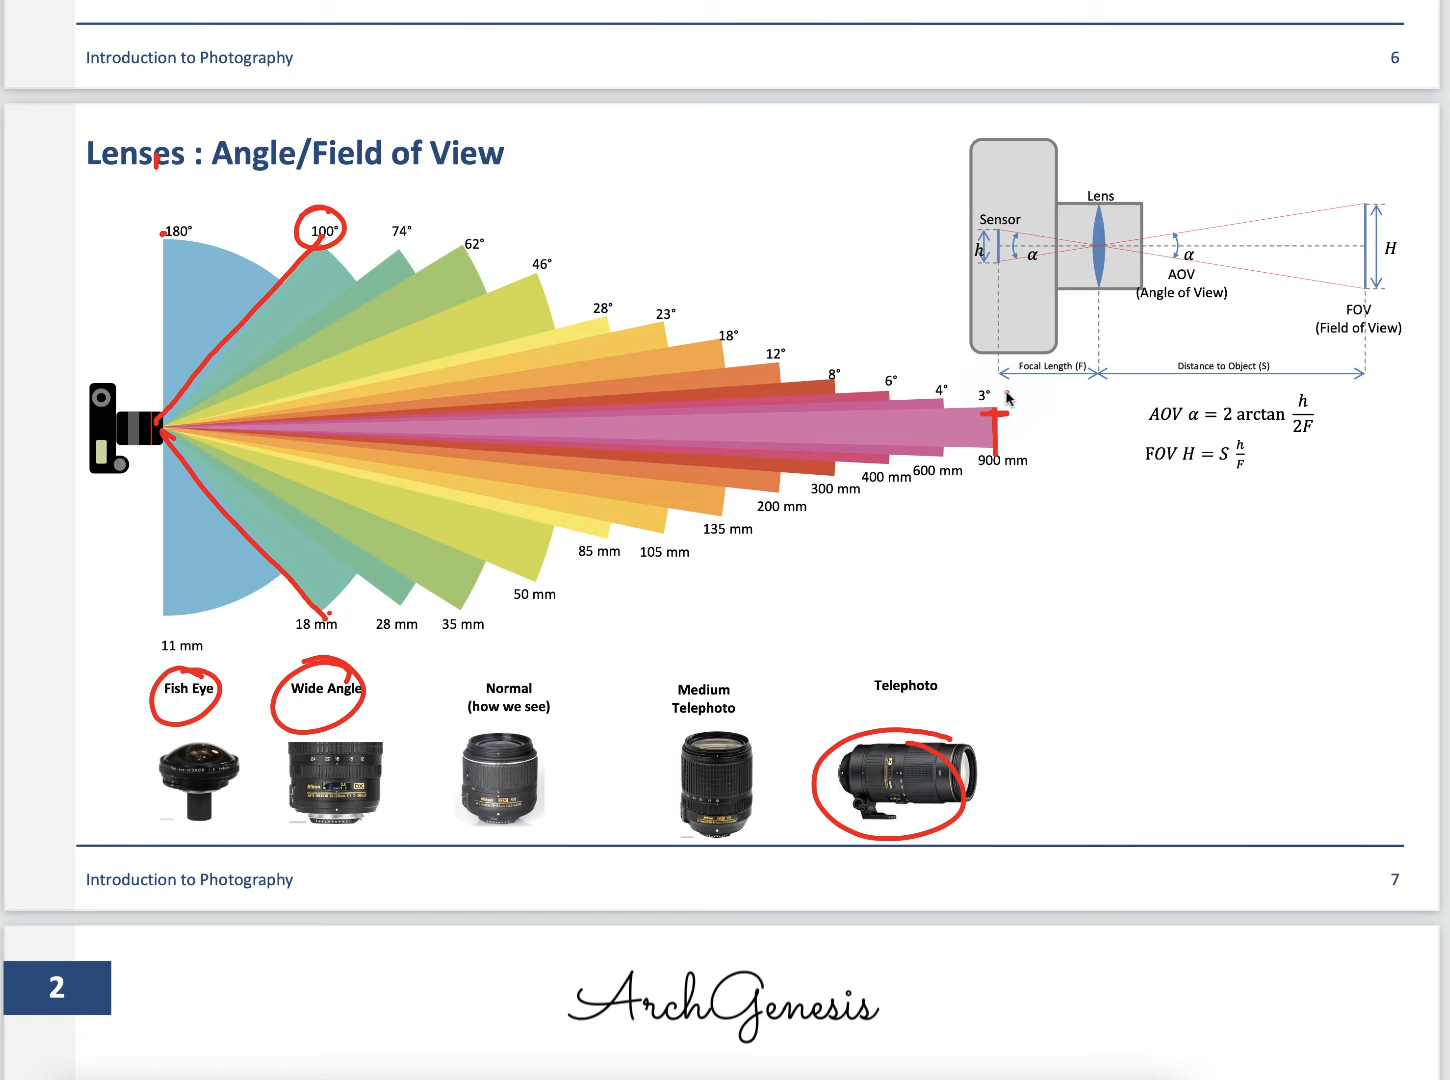 Introduction to Photography 6
Lenses : Angle/Field of View
180°
100°
74°
62°
46°
28°
23°
18°
12°
8°
6°
4°
3°
Lens
Sensor
h
α
α
H
AOV
(Angle of View)
FOV
(Field of View)
Focal Length (F)
Distance to Object (S)
AOV α = 2 arctan h/2F
FOV H = S h/F
900 mm
600 mm
400 mm
300 mm
200 mm
135 mm
105 mm
85 mm
50 mm
35 mm
28 mm
18 mm
11 mm
Fish Eye
Wide Angle
Normal
(how we see)
Medium
Telephoto
Telephoto
Introduction to Photography 7
2
ArchGenesis